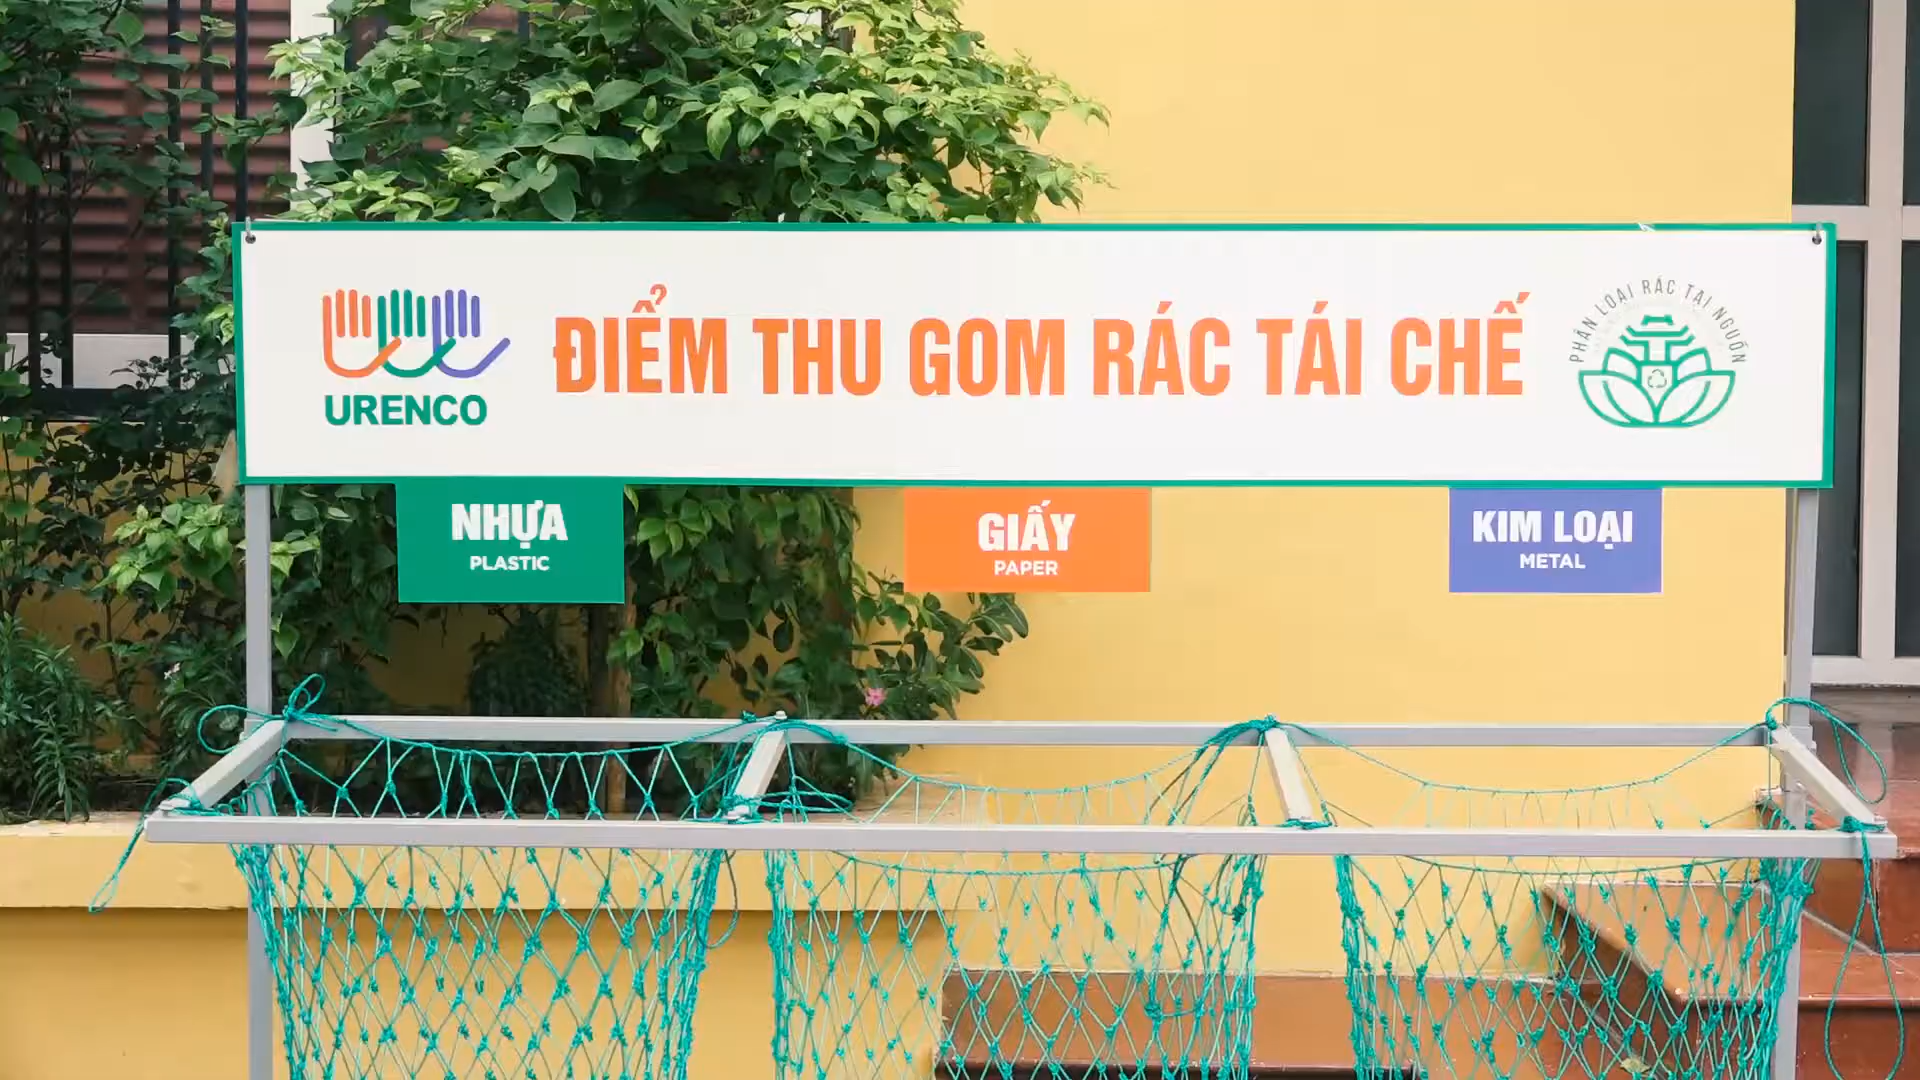 URENCO
ĐIỂM THU GOM RÁC TÁI CHẾ
PHÂN LOẠI RÁC TẠI NGUỒN
NHỰA
PLASTIC
GIẤY
PAPER
KIM LOẠI
METAL